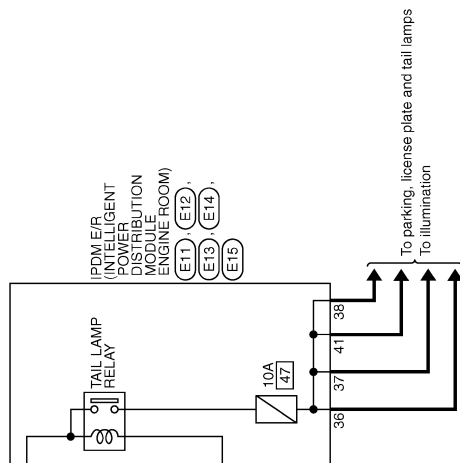 IPDM E/R
(INTELLIGENT
POWER
DISTRIBUTION
MODULE
ENGINE ROOM)
E11 , E12 ,
E13 , E14 ,
E15
TAIL LAMP
RELAY
10A
47
38
41
37
36
To parking, license plate and tail lamps
To illumination